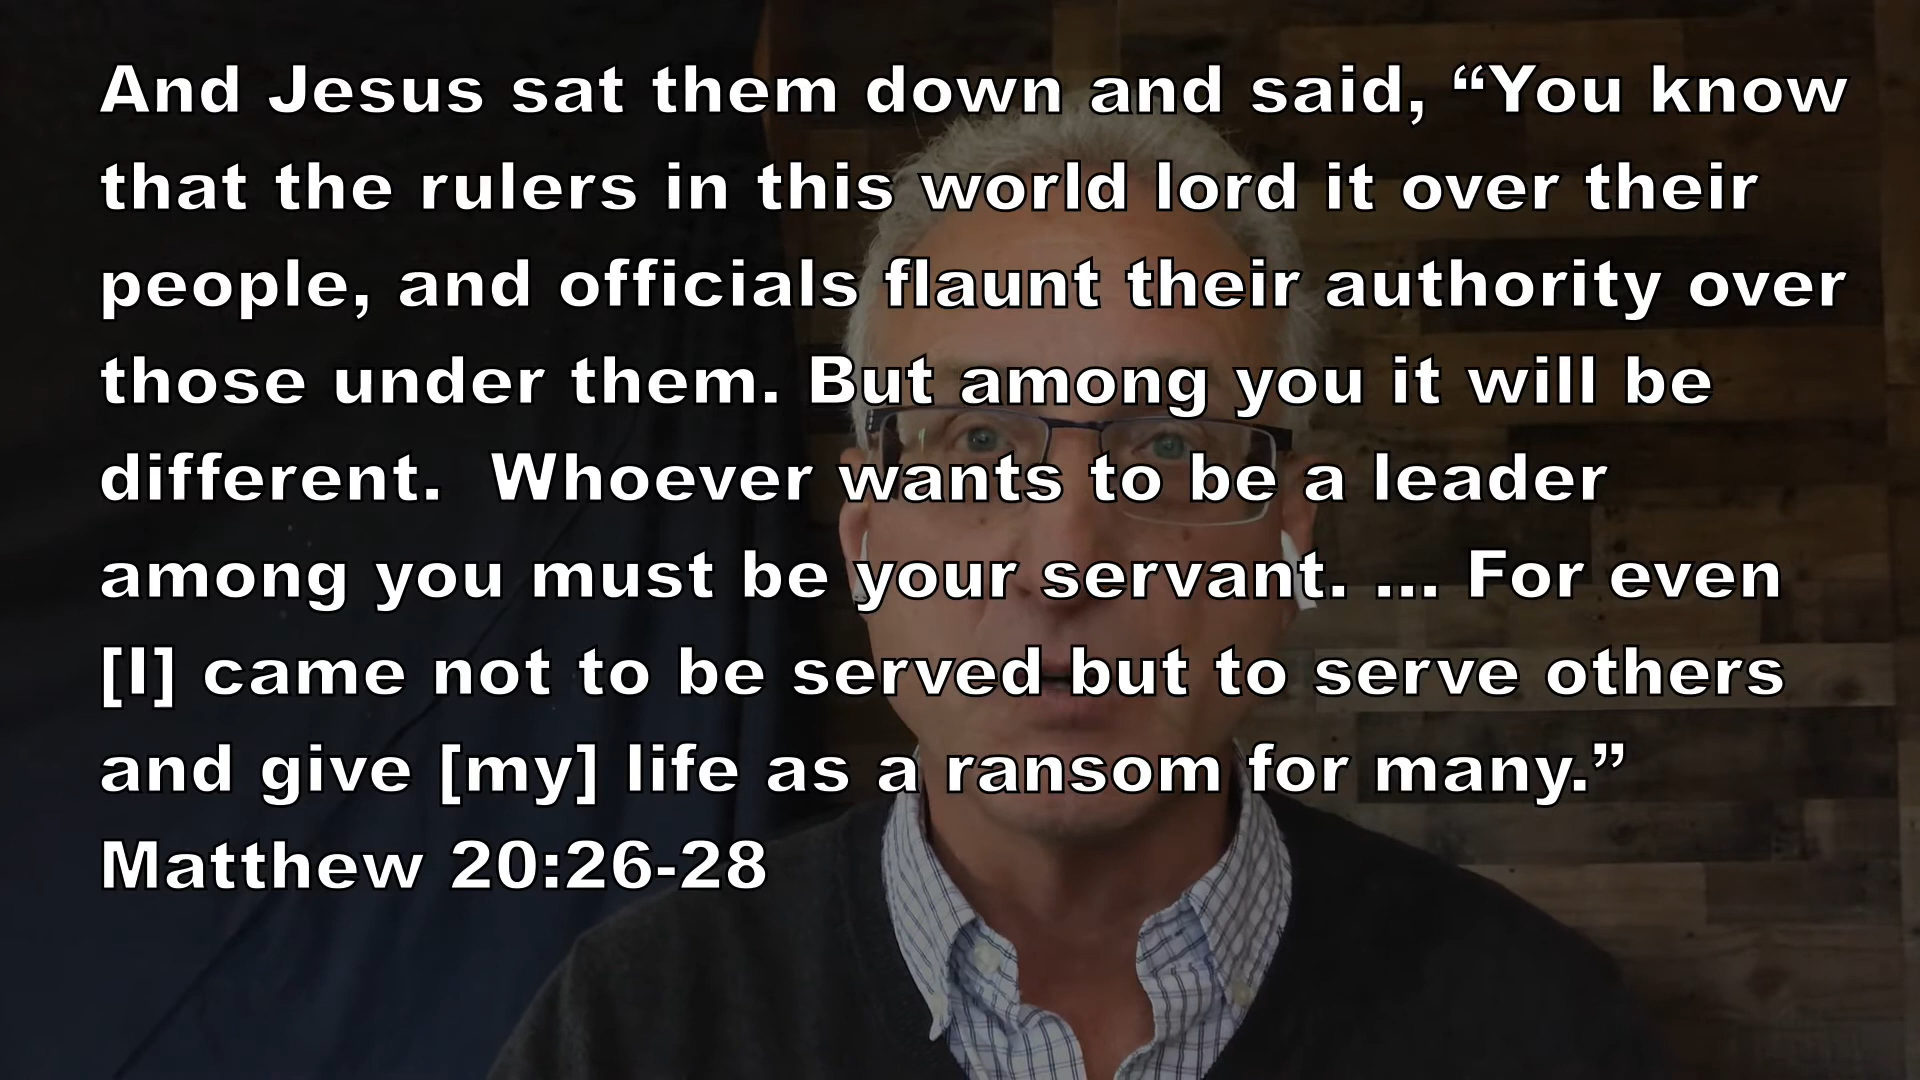 And Jesus sat them down and said, “You know
that the rulers in this world lord it over their
people, and officials flaunt their authority over
those under them. But among you it will be
different.  Whoever wants to be a leader
among you must be your servant. ... For even
[I] came not to be served but to serve others
and give [my] life as a ransom for many.”
Matthew 20:26-28